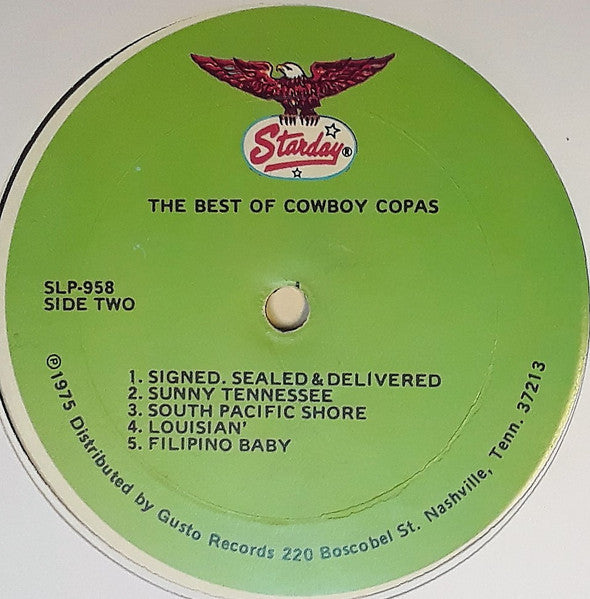 Starday®
THE BEST OF COWBOY COPAS
SLP-958
SIDE TWO
1. SIGNED. SEALED & DELIVERED
2. SUNNY TENNESSEE
3. SOUTH PACIFIC SHORE
4. LOUISIAN'
5. FILIPINO BABY
℗1975 Distributed by Gusto Records 220 Boscobel St. Nashville, Tenn. 37213